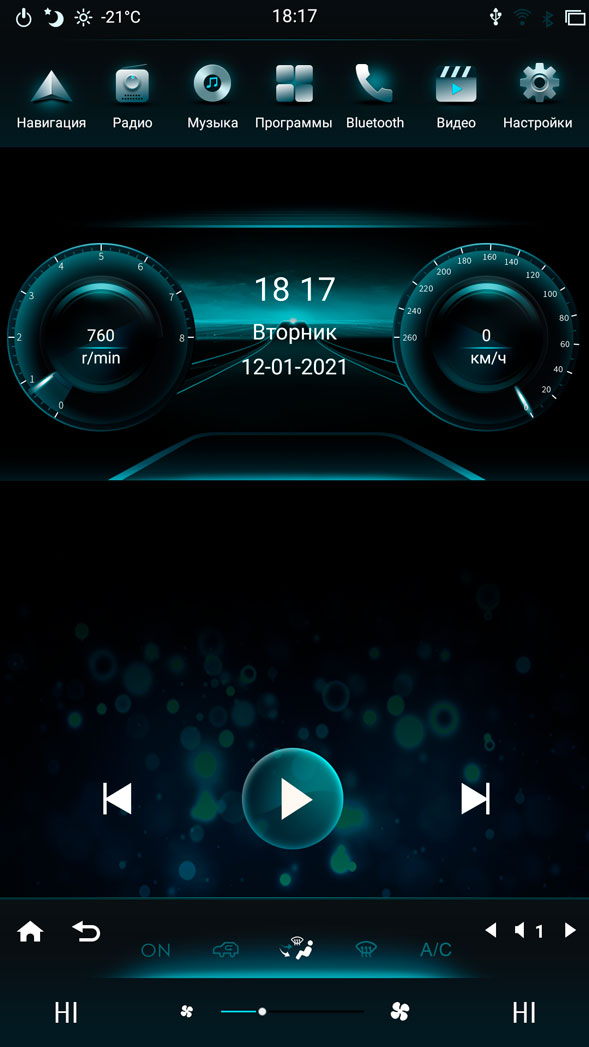 -21°C
18:17
Навигация
Радио
Музыка
Программы
Bluetooth
Видео
Настройки
0
1
2
3
4
5
6
7
8
760
r/min
18 17
Вторник
12-01-2021
260
240
220
200
180
160
140
120
100
80
60
40
20
0
0
км/ч
ON
A/C
1
HI
HI